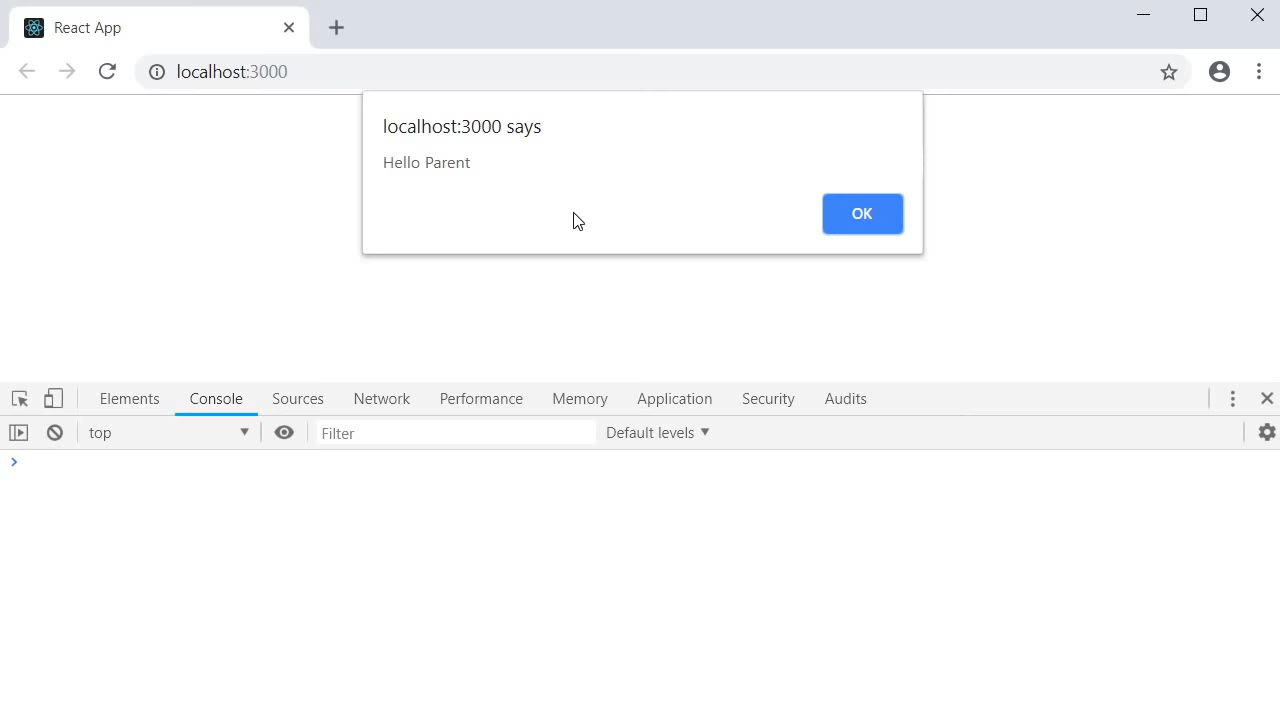 React App
localhost:3000
localhost:3000 says
Hello Parent
OK
Elements Console Sources Network Performance Memory Application Security Audits
top Filter Default levels